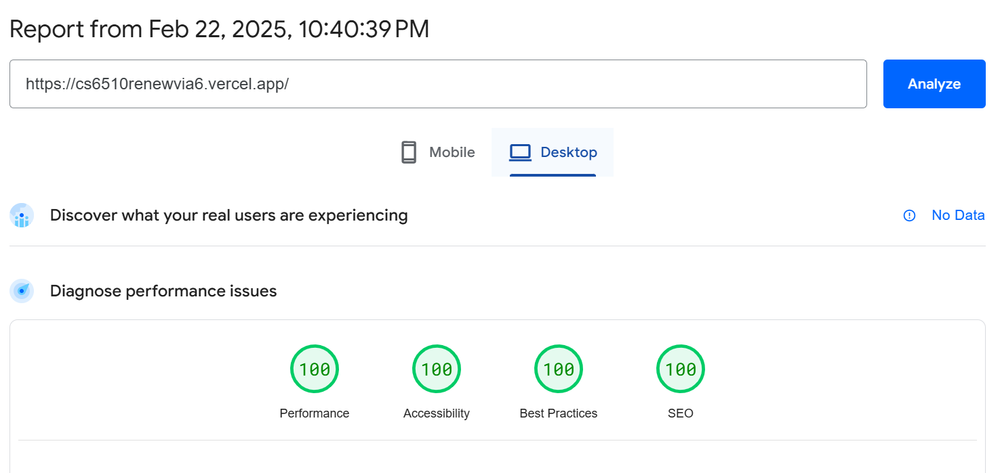 Report from Feb 22, 2025, 10:40:39 PM
https://cs6510renewvia6.vercel.app/
Analyze
Mobile
Desktop
Discover what your real users are experiencing
No Data
Diagnose performance issues
100
100
100
100
Performance
Accessibility
Best Practices
SEO